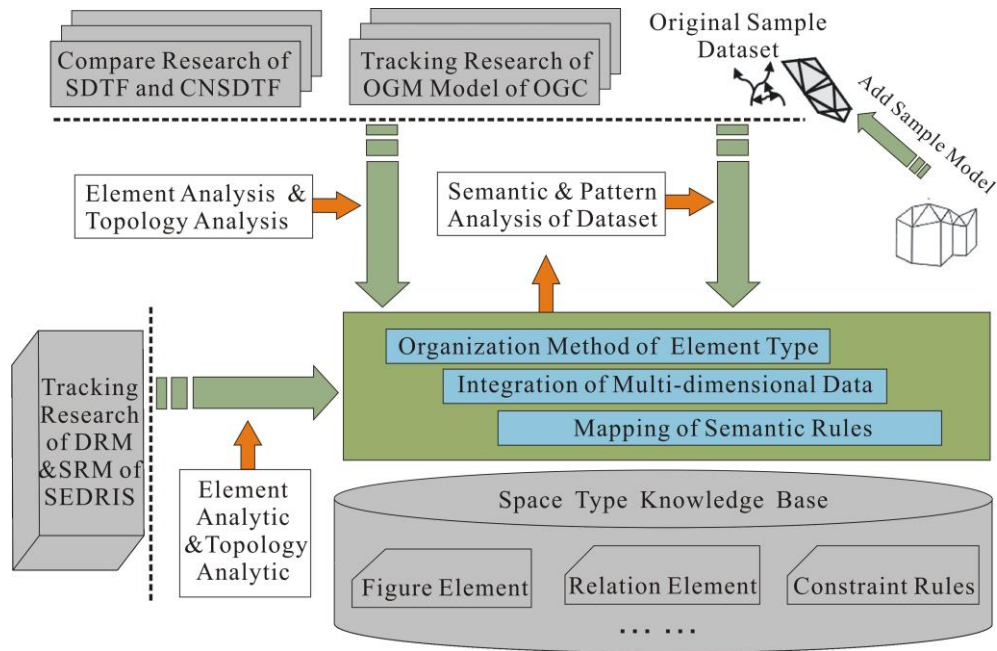 Compare Research of
SDTF and CNSDTF
Tracking Research of
OGM Model of OGC
Original Sample
Dataset
Add Sample Model
Element Analysis &
Topology Analysis
Semantic & Pattern
Analysis of Dataset
Tracking
Research
of DRM
&SRM of
SEDRIS
Element
Analytic
&Topology
Analytic
Organization Method of Element Type
Integration of Multi-dimensional Data
Mapping of Semantic Rules
Space Type Knowledge Base
Figure Element
Relation Element
Constraint Rules
... ...